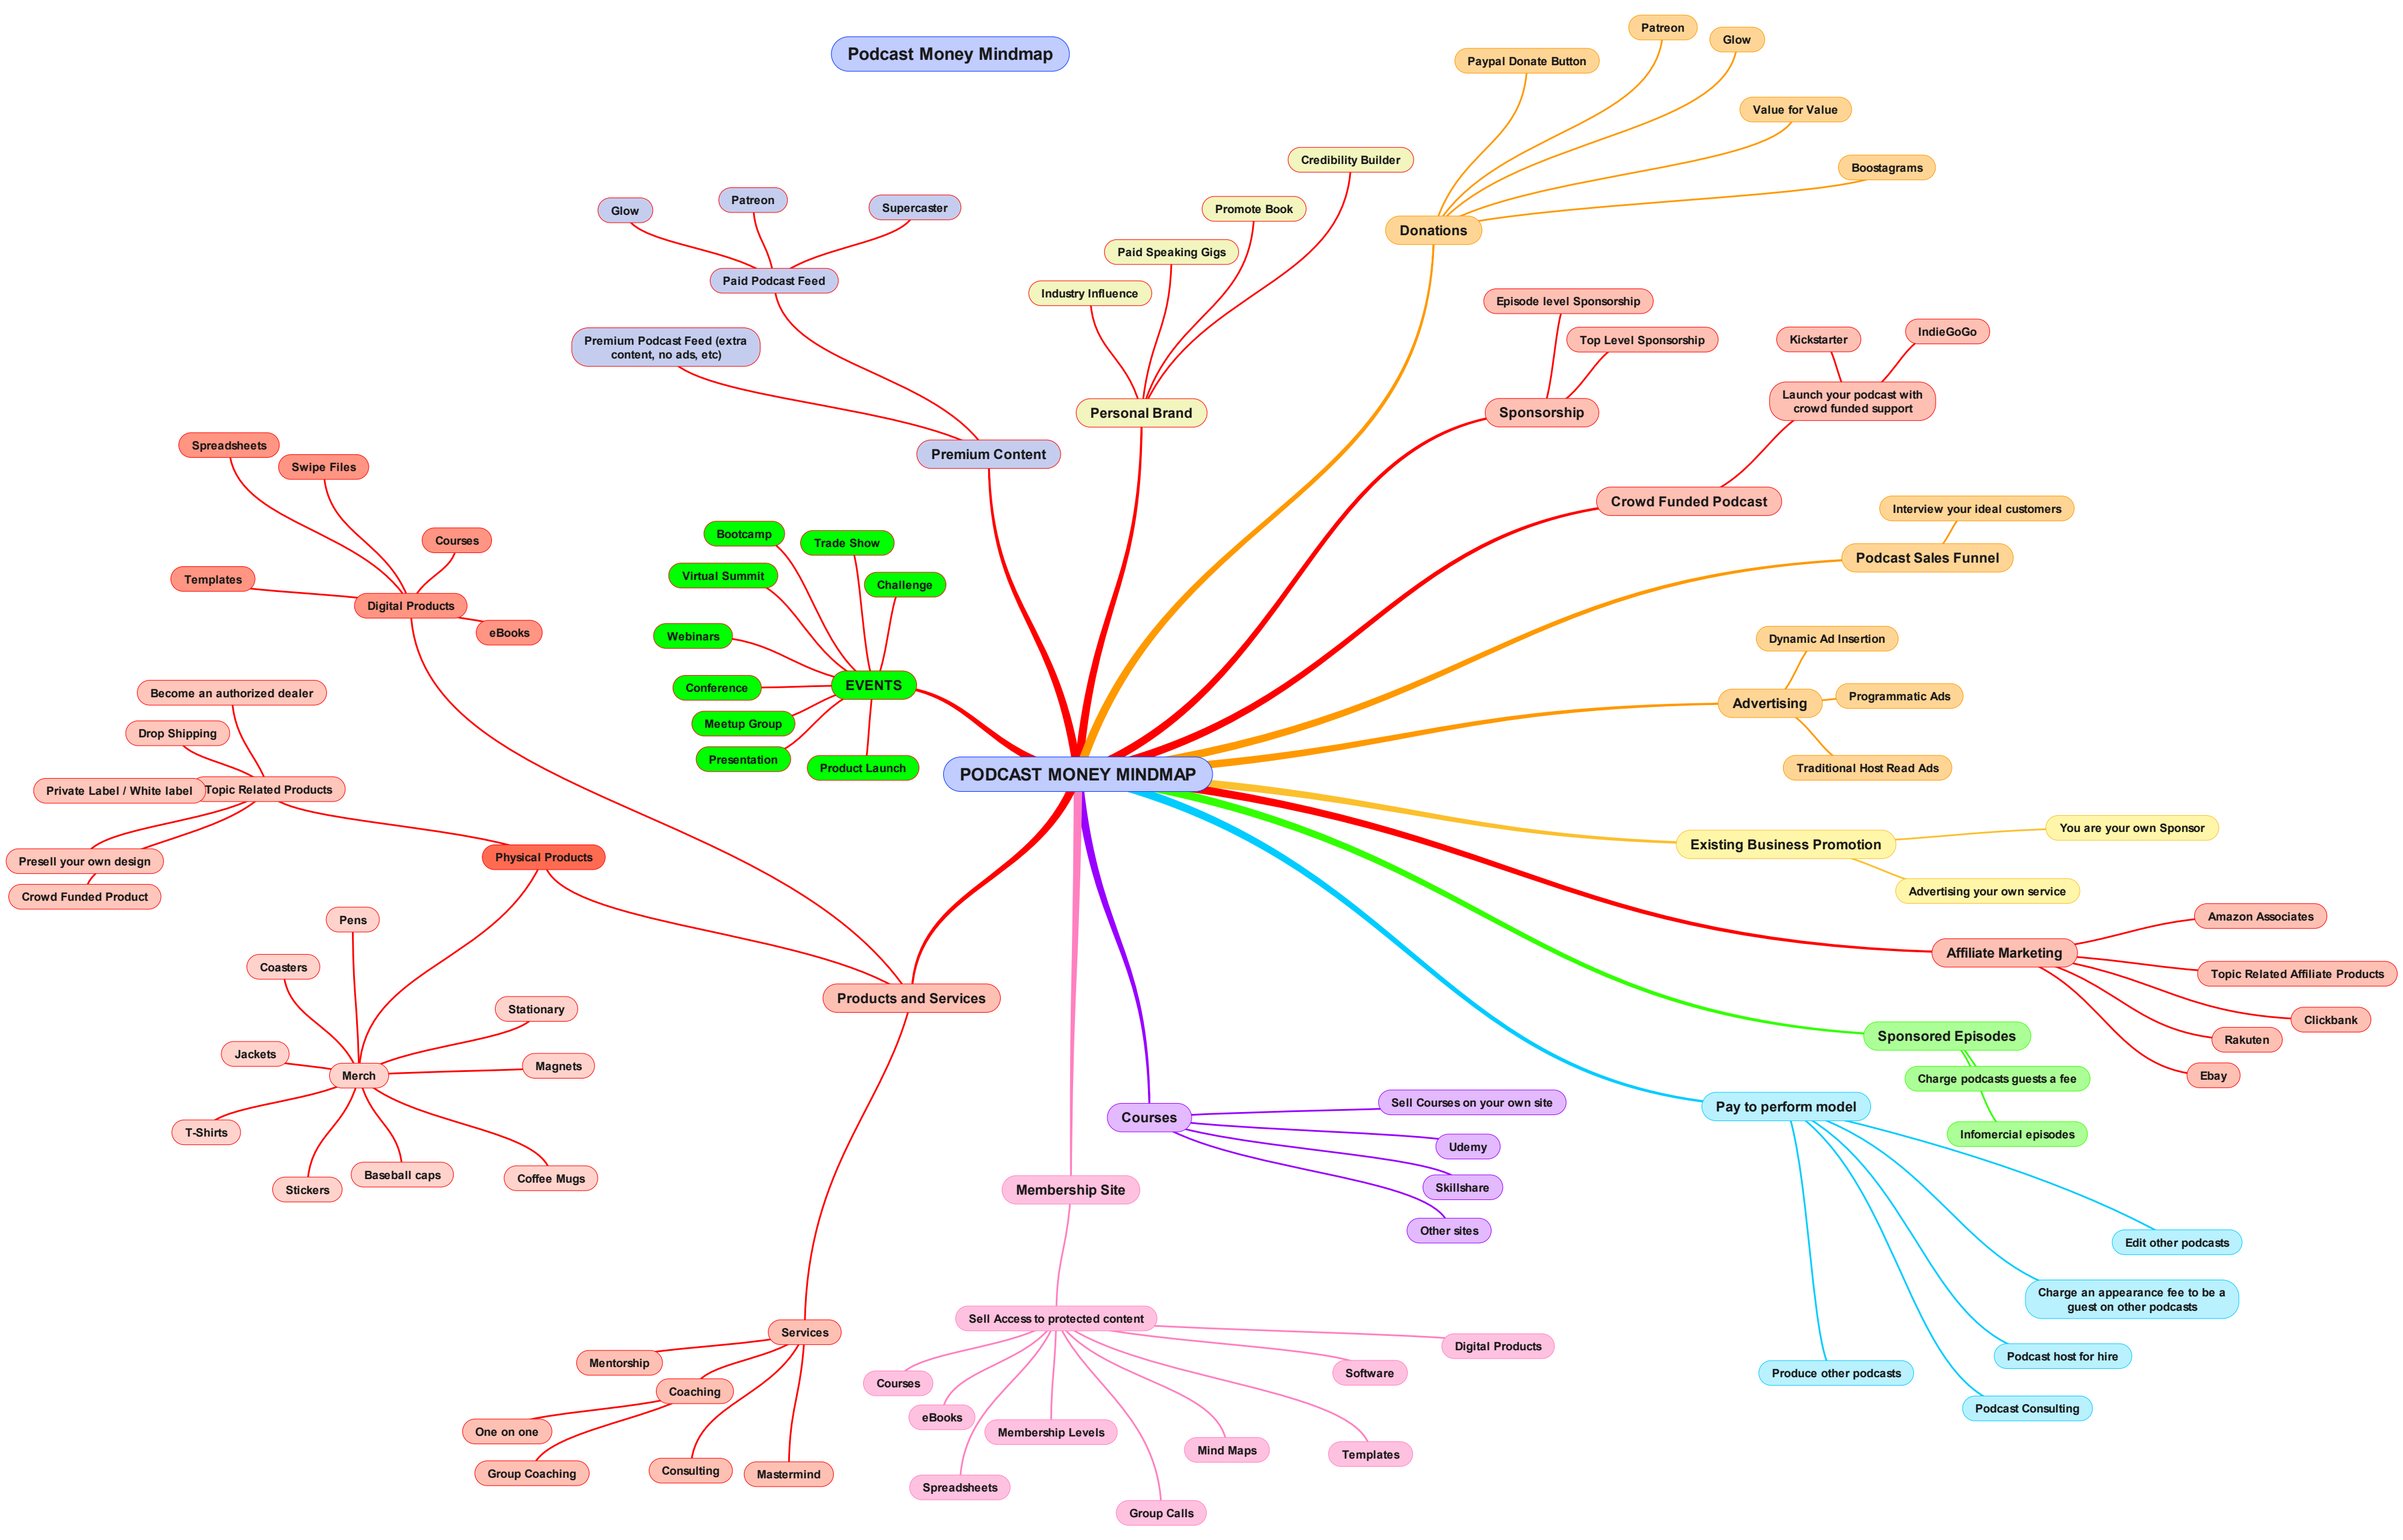 Podcast Money Mindmap
PODCAST MONEY MINDMAP
Donations
Paypal Donate Button
Patreon
Glow
Value for Value
Boostagrams
Sponsorship
Episode level Sponsorship
Top Level Sponsorship
Crowd Funded Podcast
Launch your podcast with
crowd funded support
Kickstarter
IndieGoGo
Podcast Sales Funnel
Interview your ideal customers
Advertising
Dynamic Ad Insertion
Programmatic Ads
Traditional Host Read Ads
Existing Business Promotion
You are your own Sponsor
Advertising your own service
Affiliate Marketing
Amazon Associates
Topic Related Affiliate Products
Clickbank
Rakuten
Ebay
Sponsored Episodes
Charge podcasts guests a fee
Infomercial episodes
Pay to perform model
Edit other podcasts
Charge an appearance fee to be a
guest on other podcasts
Podcast host for hire
Podcast Consulting
Produce other podcasts
Courses
Sell Courses on your own site
Udemy
Skillshare
Other sites
Membership Site
Sell Access to protected content
Digital Products
Software
Templates
Mind Maps
Group Calls
Membership Levels
Spreadsheets
eBooks
Courses
Products and Services
Services
Mentorship
Coaching
One on one
Group Coaching
Consulting
Mastermind
Physical Products
Merch
Pens
Coasters
Jackets
T-Shirts
Stickers
Baseball caps
Coffee Mugs
Magnets
Stationary
Topic Related Products
Become an authorized dealer
Drop Shipping
Private Label / White label
Presell your own design
Crowd Funded Product
Digital Products
Spreadsheets
Swipe Files
Courses
Templates
eBooks
EVENTS
Bootcamp
Trade Show
Virtual Summit
Challenge
Webinars
Conference
Meetup Group
Presentation
Product Launch
Premium Content
Paid Podcast Feed
Glow
Patreon
Supercaster
Premium Podcast Feed (extra
content, no ads, etc)
Personal Brand
Industry Influence
Paid Speaking Gigs
Promote Book
Credibility Builder